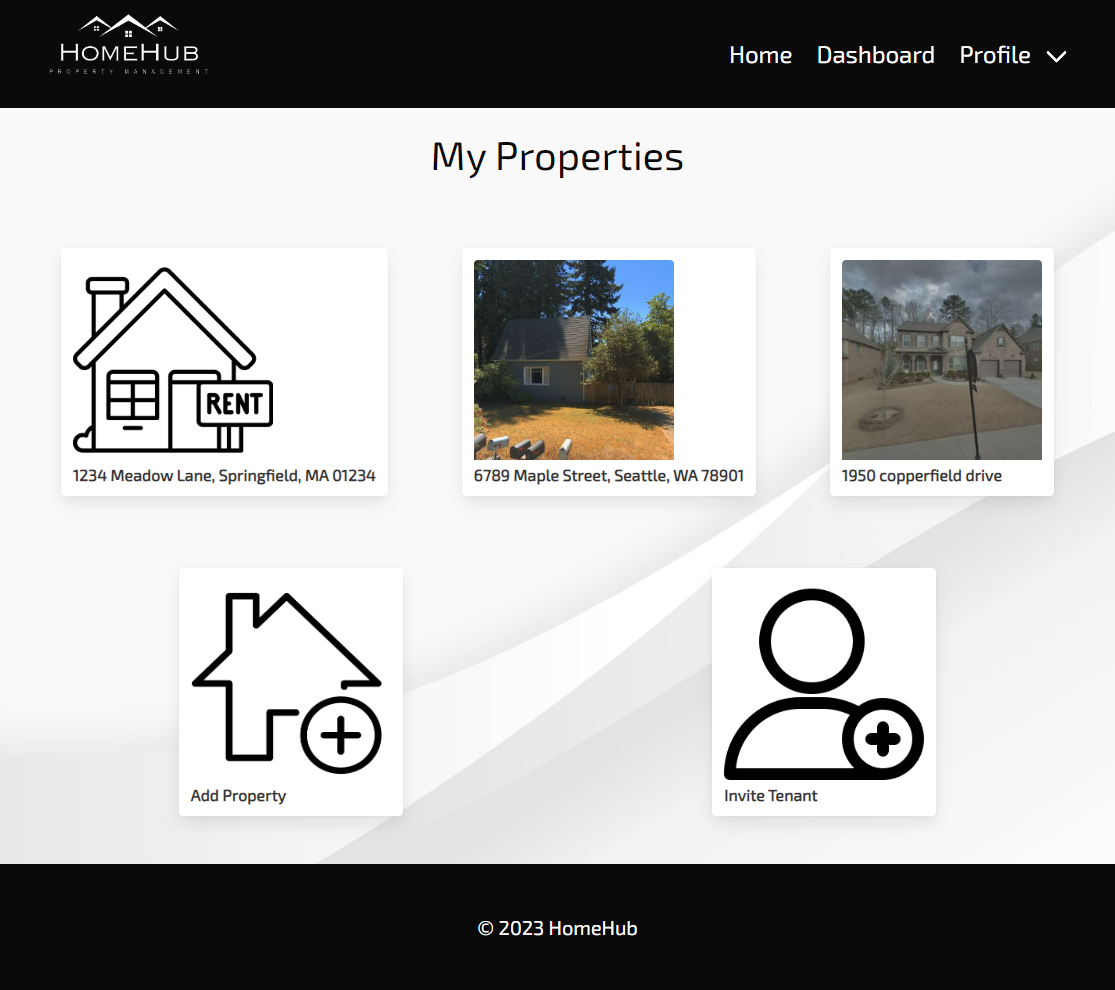 HOMEHUB
PROPERTY MANAGEMENT
Home Dashboard Profile
My Properties
RENT
1234 Meadow Lane, Springfield, MA 01234
6789 Maple Street, Seattle, WA 78901
1950 copperfield drive
Add Property
Invite Tenant
© 2023 HomeHub